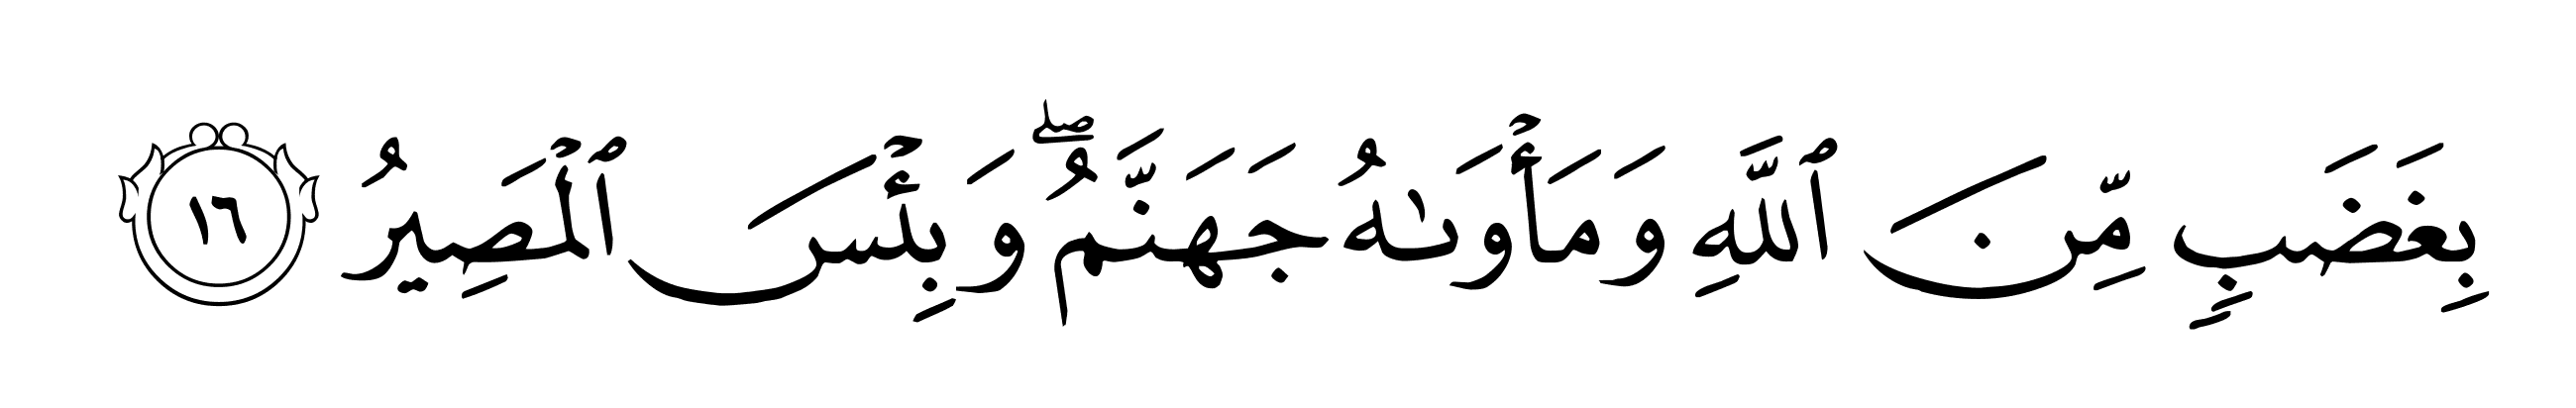 بِغَضَبٍ مِّنَ ٱللَّهِ وَمَأْوَىٰهُ جَهَنَّمُ ۖ وَبِئْسَ ٱلْمَصِيرُ ١٦